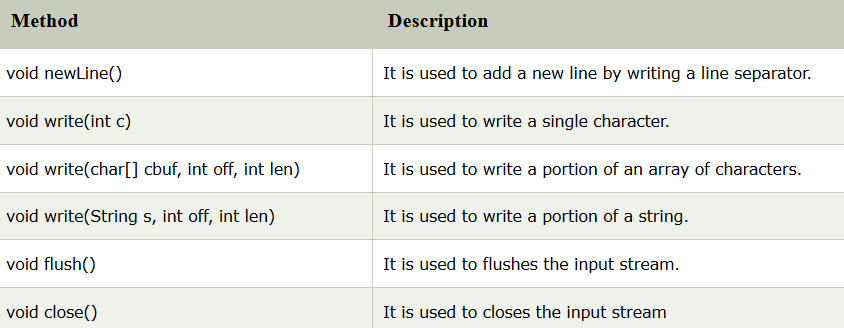 Method Description
void newLine() It is used to add a new line by writing a line separator.
void write(int c) It is used to write a single character.
void write(char[] cbuf, int off, int len) It is used to write a portion of an array of characters.
void write(String s, int off, int len) It is used to write a portion of a string.
void flush() It is used to flushes the input stream.
void close() It is used to closes the input stream